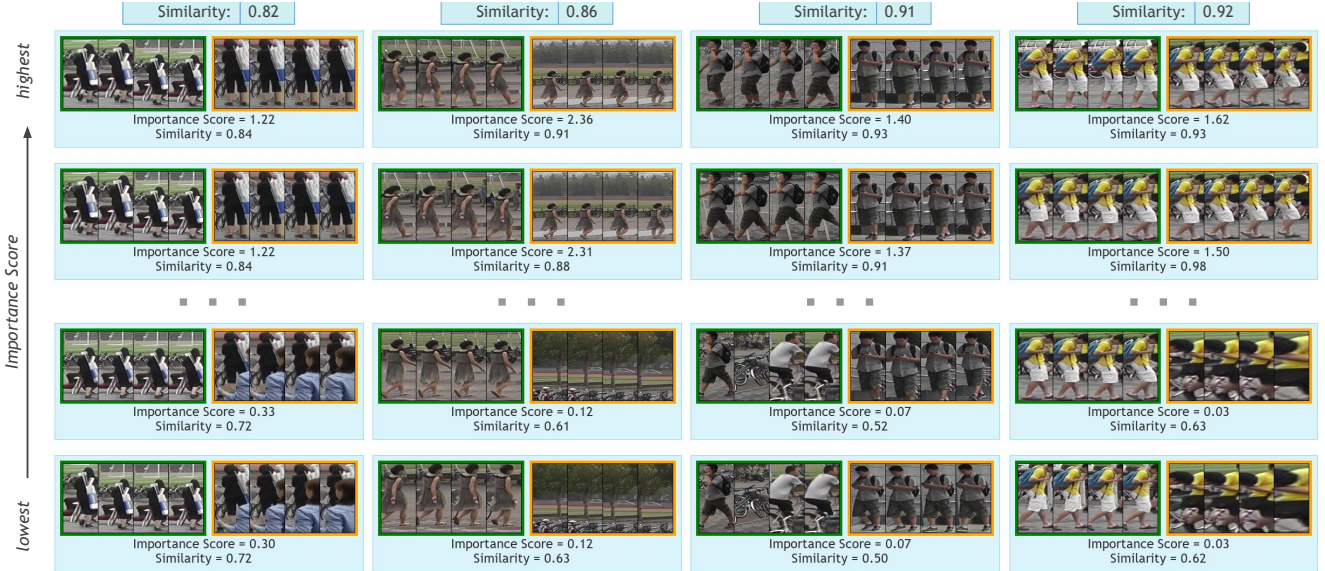 Similarity: 0.82
Similarity: 0.86
Similarity: 0.91
Similarity: 0.92
highest
Importance Score
lowest
Importance Score = 1.22
Similarity = 0.84
Importance Score = 2.36
Similarity = 0.91
Importance Score = 1.40
Similarity = 0.93
Importance Score = 1.62
Similarity = 0.93
Importance Score = 1.22
Similarity = 0.84
Importance Score = 2.31
Similarity = 0.88
Importance Score = 1.37
Similarity = 0.91
Importance Score = 1.50
Similarity = 0.98
Importance Score = 0.33
Similarity = 0.72
Importance Score = 0.12
Similarity = 0.61
Importance Score = 0.07
Similarity = 0.52
Importance Score = 0.03
Similarity = 0.63
Importance Score = 0.30
Similarity = 0.72
Importance Score = 0.12
Similarity = 0.63
Importance Score = 0.07
Similarity = 0.50
Importance Score = 0.03
Similarity = 0.62